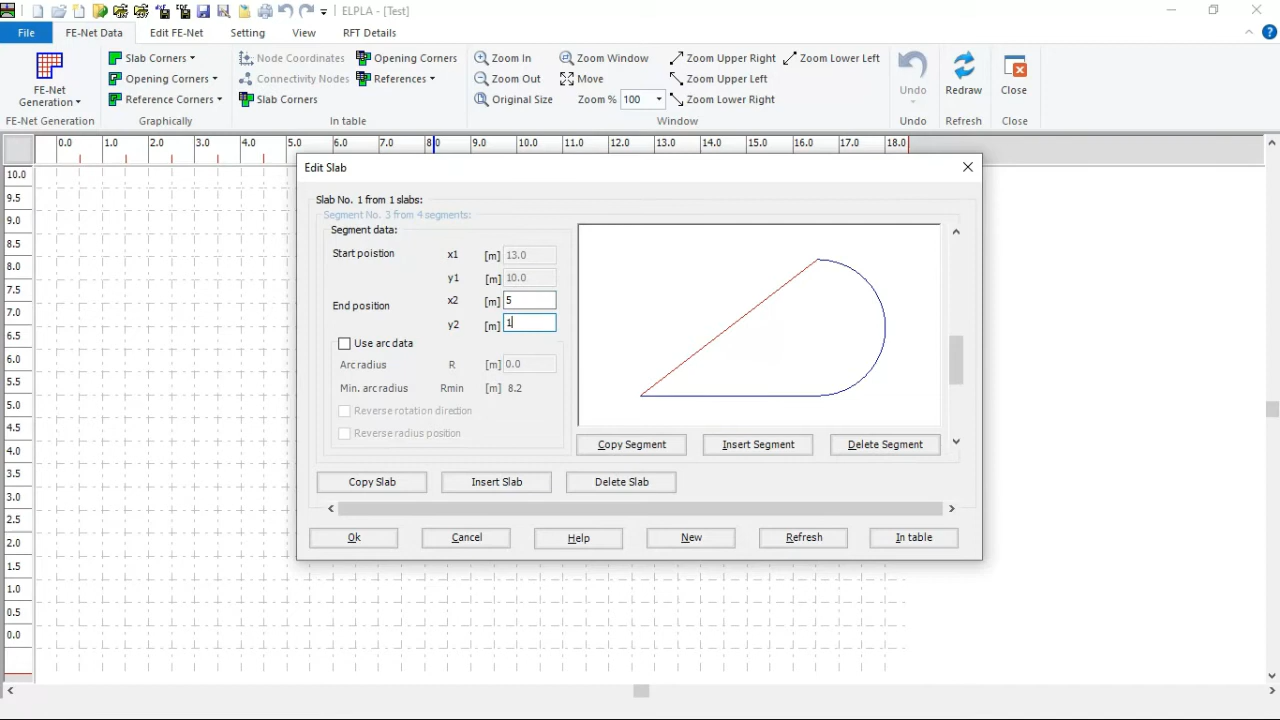 ELPLA - [Test]
File FE-Net Data Edit FE-Net Setting View RFT Details
Slab Corners Node Coordinates Opening Corners Zoom In Zoom Window Zoom Upper Right Zoom Lower Left
Opening Corners Connectivity Nodes References Zoom Out Move Zoom Upper Left
FE-Net Generation Reference Corners Slab Corners Original Size Zoom % 100 Zoom Lower Right Undo Redraw Close
FE-Net Generation Graphically In table Window Undo Refresh Close
0.0 1.0 2.0 3.0 4.0 5.0 6.0 7.0 8.0 9.0 10.0 11.0 12.0 13.0 14.0 15.0 16.0 17.0 18.0
10.0
9.5
9.0
8.5
8.0
7.5
7.0
6.5
6.0
5.5
5.0
4.5
4.0
3.5
3.0
2.5
2.0
1.5
1.0
0.5
0.0
Edit Slab
Slab No. 1 from 1 slabs:
Segment No. 3 from 4 segments:
Segment data:
Start poistion x1 [m] 13.0
y1 [m] 10.0
End position x2 [m] 5
y2 [m] 1
Use arc data
Arc radius R [m] 0.0
Min. arc radius Rmin [m] 8.2
Reverse rotation direction
Reverse radius position
Copy Segment Insert Segment Delete Segment
Copy Slab Insert Slab Delete Slab
Ok Cancel Help New Refresh In table